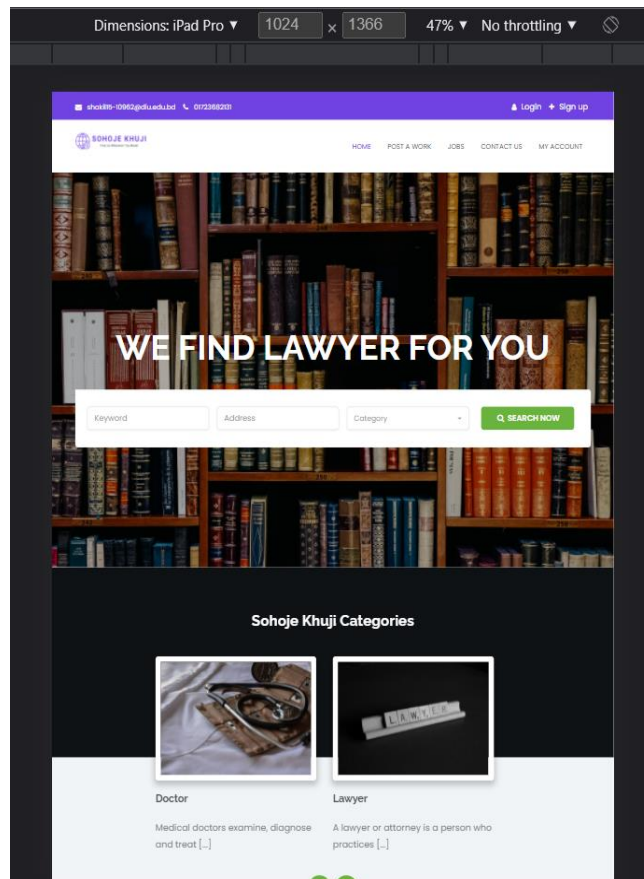 Dimensions: iPad Pro ▼ 1024 x 1366 47% ▼ No throttling ▼
shakil15-10962@diu.edu.bd Login + Sign up
SOHOJE KHUJI
HOME POST A WORK JOBS CONTACT US MY ACCOUNT
WE FIND LAWYER FOR YOU
Keyword Address Category SEARCH NOW
Sohoje Khuji Categories
LAWYER
Doctor Lawyer
Medical doctors examine, diagnose A lawyer or attorney is a person who
and treat [...] practices [...]